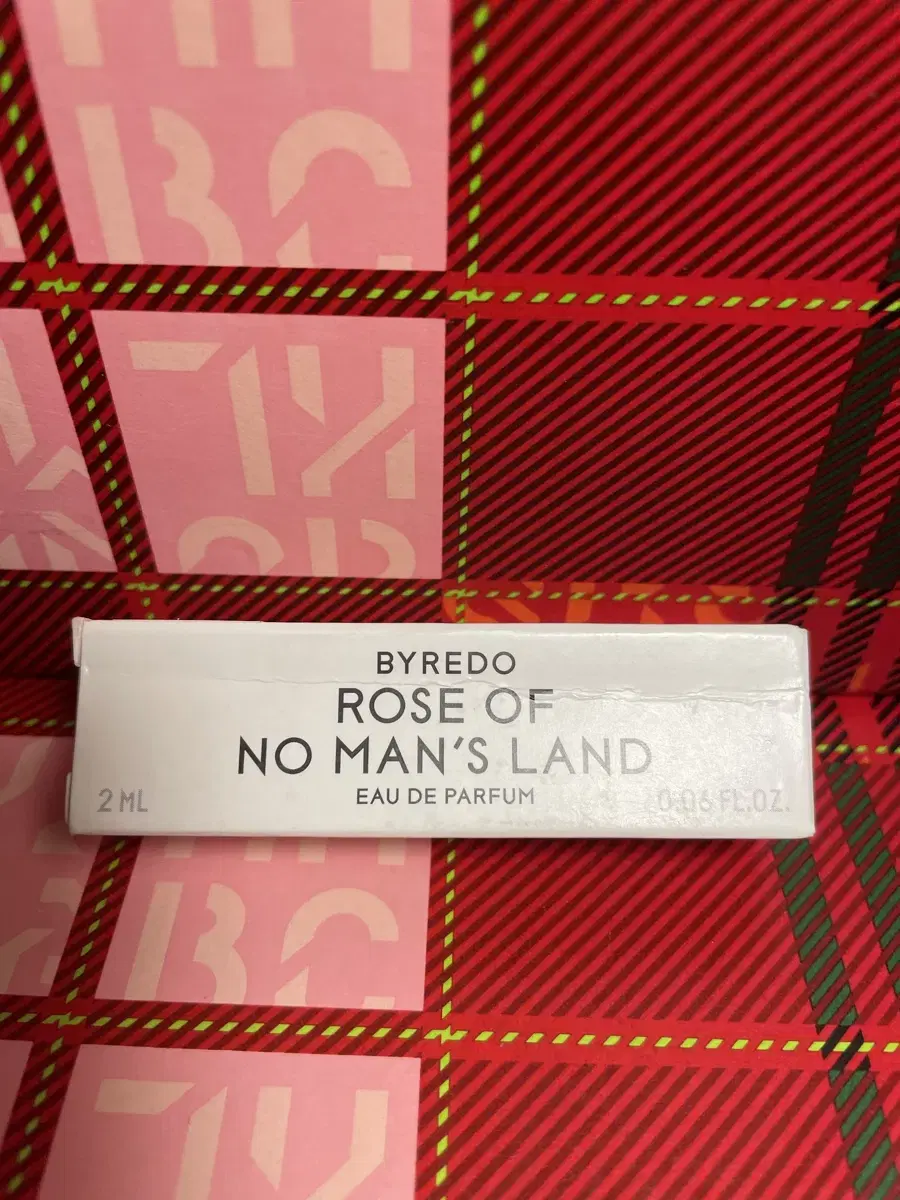 BYREDO
ROSE OF
NO MAN'S LAND
2 ML
EAU DE PARFUM
0.06 FL.OZ.